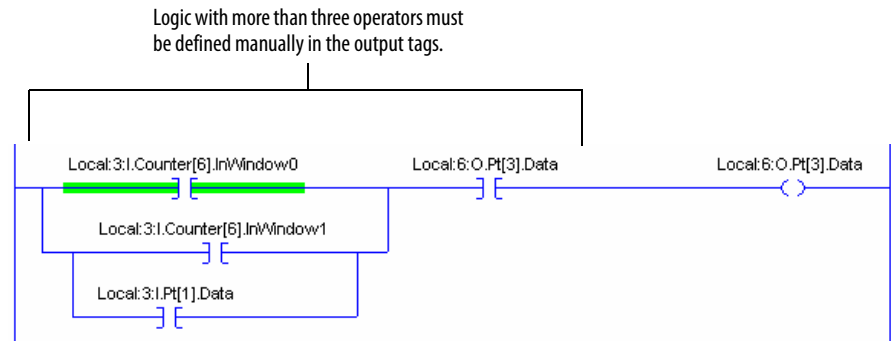 Logic with more than three operators must
be defined manually in the output tags.
Local:3:I.Counter[6].InWindow0
Local:6:O.Pt[3].Data
Local:6:O.Pt[3].Data
Local:3:I.Counter[6].InWindow1
Local:3:I.Pt[1].Data